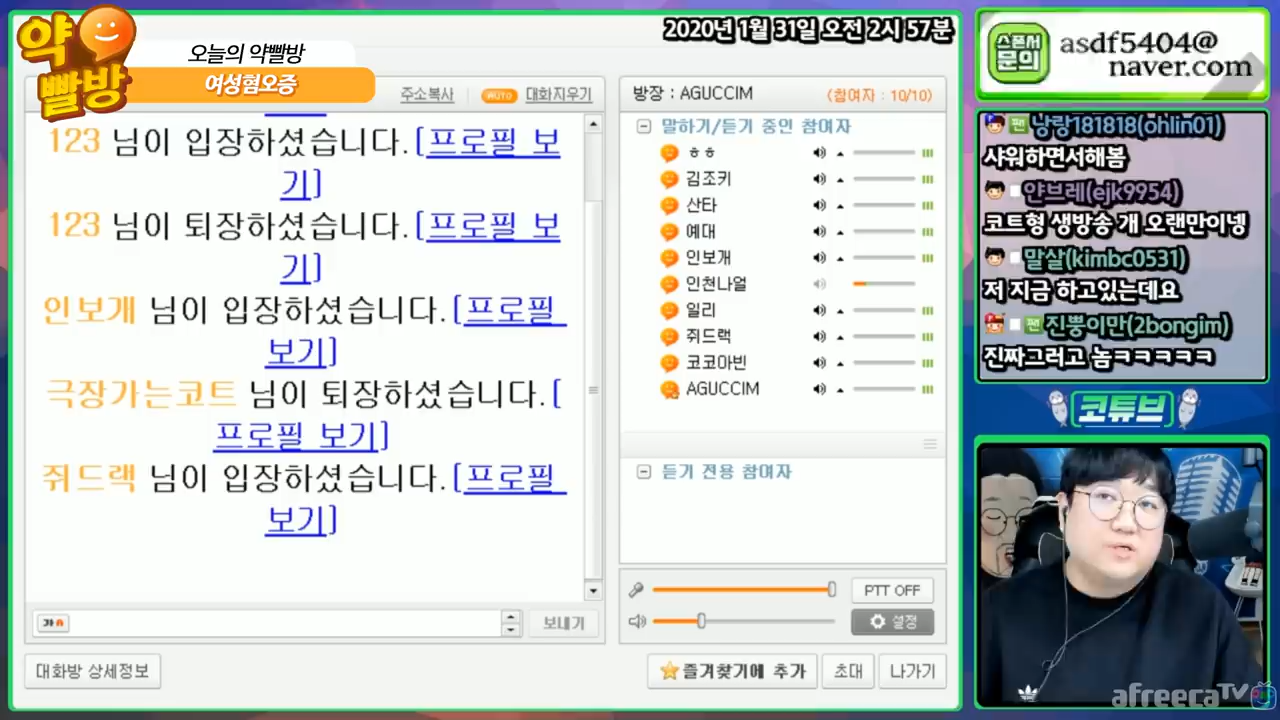 약빨방
오늘의 약빨방
여성혐오증
2020년 1월 31일 오전 2시 57분
주소복사
AUTO
대화지우기
123 님이 입장하셨습니다.[프로필 보
기]
123 님이 퇴장하셨습니다.[프로필 보
기]
인보개 님이 입장하셨습니다.[프로필
보기]
극장가는코트 님이 퇴장하셨습니다.[
프로필 보기]
쥐드랙 님이 입장하셨습니다.[프로필
보기]
가A
보내기
대화방 상세정보
방장 : AGUCCIM
(참여자 : 10/10)
말하기/듣기 중인 참여자
ㅎㅎ
김조키
산타
예대
인보개
인천나얼
일리
쥐드랙
코코아빈
AGUCCIM
듣기 전용 참여자
PTT OFF
설정
즐겨찾기에 추가
초대
나가기
스폰서
문의
asdf5404@
naver.com
팬 낭랑181818(ohlin01)
샤워하면서해봄
얀브레(ejk9954)
코트형 생방송 개 오랜만이넹
말살(kimbc0531)
저 지금 하고있는데요
팬 진뿡이만(2bongim)
진짜그러고 놈ㅋㅋㅋㅋㅋ
코튜브
adidas
afreecaTV